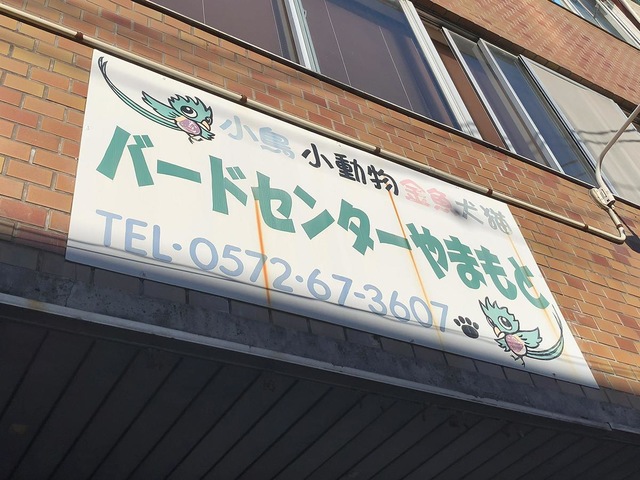 小鳥 小動物 金魚 犬猫
バードセンターやまもと
TEL・0572・67-3607